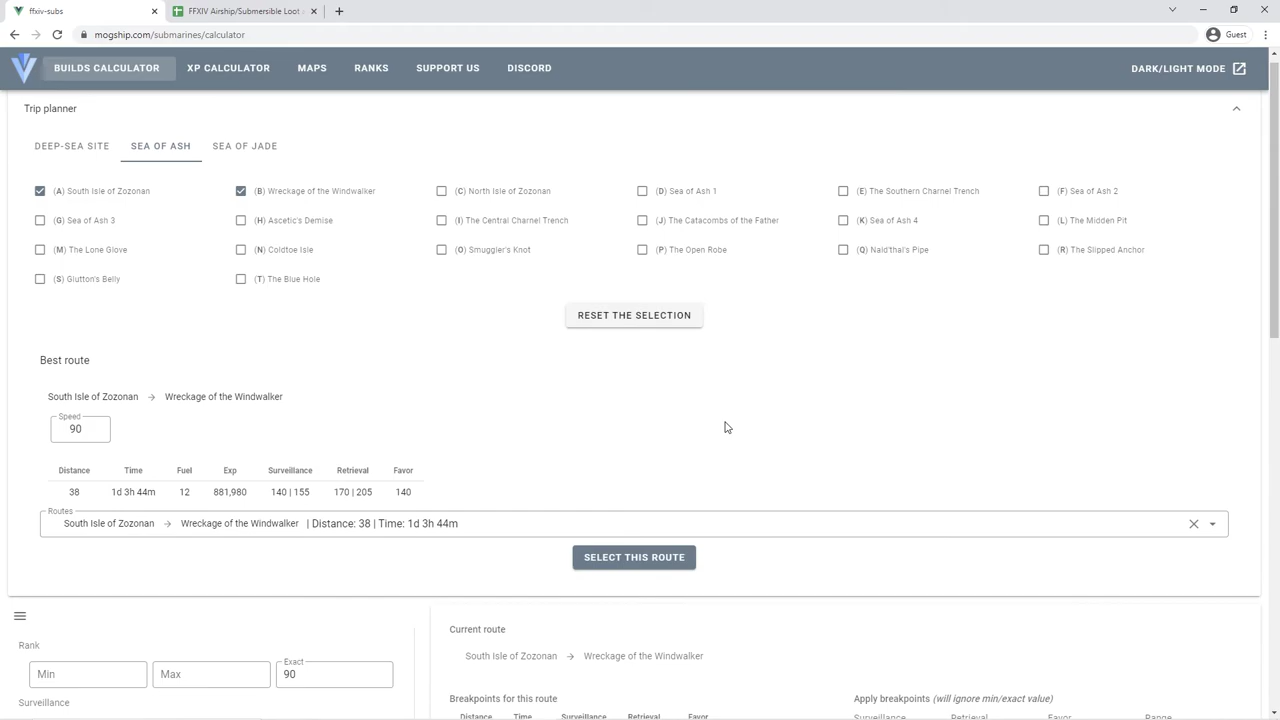 ffxiv-subs
FFXIV Airship/Submersible Loot
mogship.com/submarines/calculator
Guest
BUILDS CALCULATOR
XP CALCULATOR
MAPS
RANKS
SUPPORT US
DISCORD
DARK/LIGHT MODE
Trip planner
DEEP-SEA SITE
SEA OF ASH
SEA OF JADE
(A) South Isle of Zozonan
(B) Wreckage of the Windwalker
(C) North Isle of Zozonan
(D) Sea of Ash 1
(E) The Southern Charnel Trench
(F) Sea of Ash 2
(G) Sea of Ash 3
(H) Ascetic's Demise
(I) The Central Charnel Trench
(J) The Catacombs of the Father
(K) Sea of Ash 4
(L) The Midden Pit
(M) The Lone Glove
(N) Coldtoe Isle
(O) Smuggler's Knot
(P) The Open Robe
(Q) Nald'thal's Pipe
(R) The Slipped Anchor
(S) Glutton's Belly
(T) The Blue Hole
RESET THE SELECTION
Best route
South Isle of Zozonan → Wreckage of the Windwalker
Speed
90
Distance Time Fuel Exp Surveillance Retrieval Favor
38 1d 3h 44m 12 881,980 140 | 155 170 | 205 140
Routes
South Isle of Zozonan → Wreckage of the Windwalker | Distance: 38 | Time: 1d 3h 44m
SELECT THIS ROUTE
Rank
Min
Max
Exact
90
Surveillance
Current route
South Isle of Zozonan → Wreckage of the Windwalker
Breakpoints for this route
Distance Time Surveillance Retrieval Favor
Apply breakpoints (will ignore min/exact value)
Surveillance Retrieval Favor Range